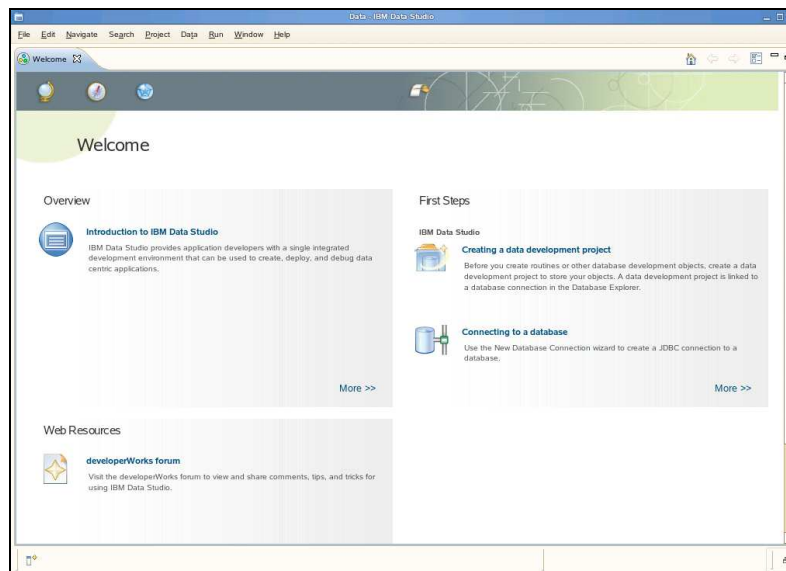 Data - IBM Data Studio
File Edit Navigate Search Project Data Run Window Help
Welcome
Welcome
Overview
Introduction to IBM Data Studio
IBM Data Studio provides application developers with a single integrated
development environment that can be used to create, deploy, and debug data
centric applications.
More >>
First Steps
IBM Data Studio
Creating a data development project
Before you create routines or other database development objects, create a data
development project to store your objects. A data development project is linked to
a database connection in the Database Explorer.
Connecting to a database
Use the New Database Connection wizard to create a JDBC connection to a
database.
More >>
Web Resources
developerWorks forum
Visit the developerWorks forum to view and share comments, tips, and tricks for
using IBM Data Studio.